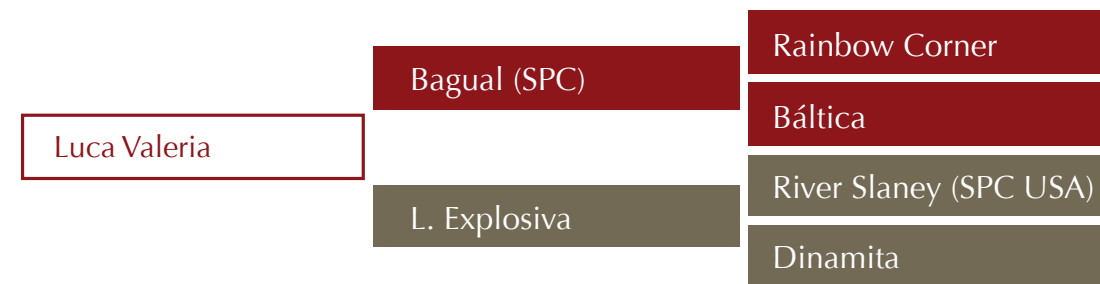 Luca Valeria
Bagual (SPC)
L. Explosiva
Rainbow Corner
Báltica
River Slaney (SPC USA)
Dinamita